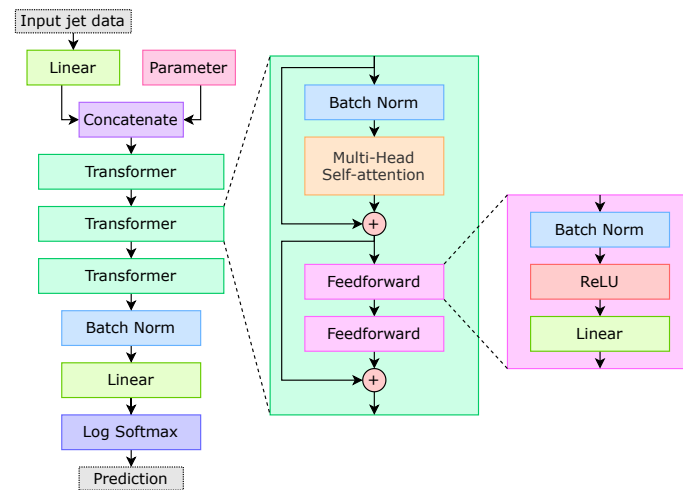 Input jet data
Linear
Parameter
Concatenate
Transformer
Transformer
Transformer
Batch Norm
Linear
Log Softmax
Prediction
Batch Norm
Multi-Head
Self-attention
+
Feedforward
Feedforward
+
Batch Norm
ReLU
Linear